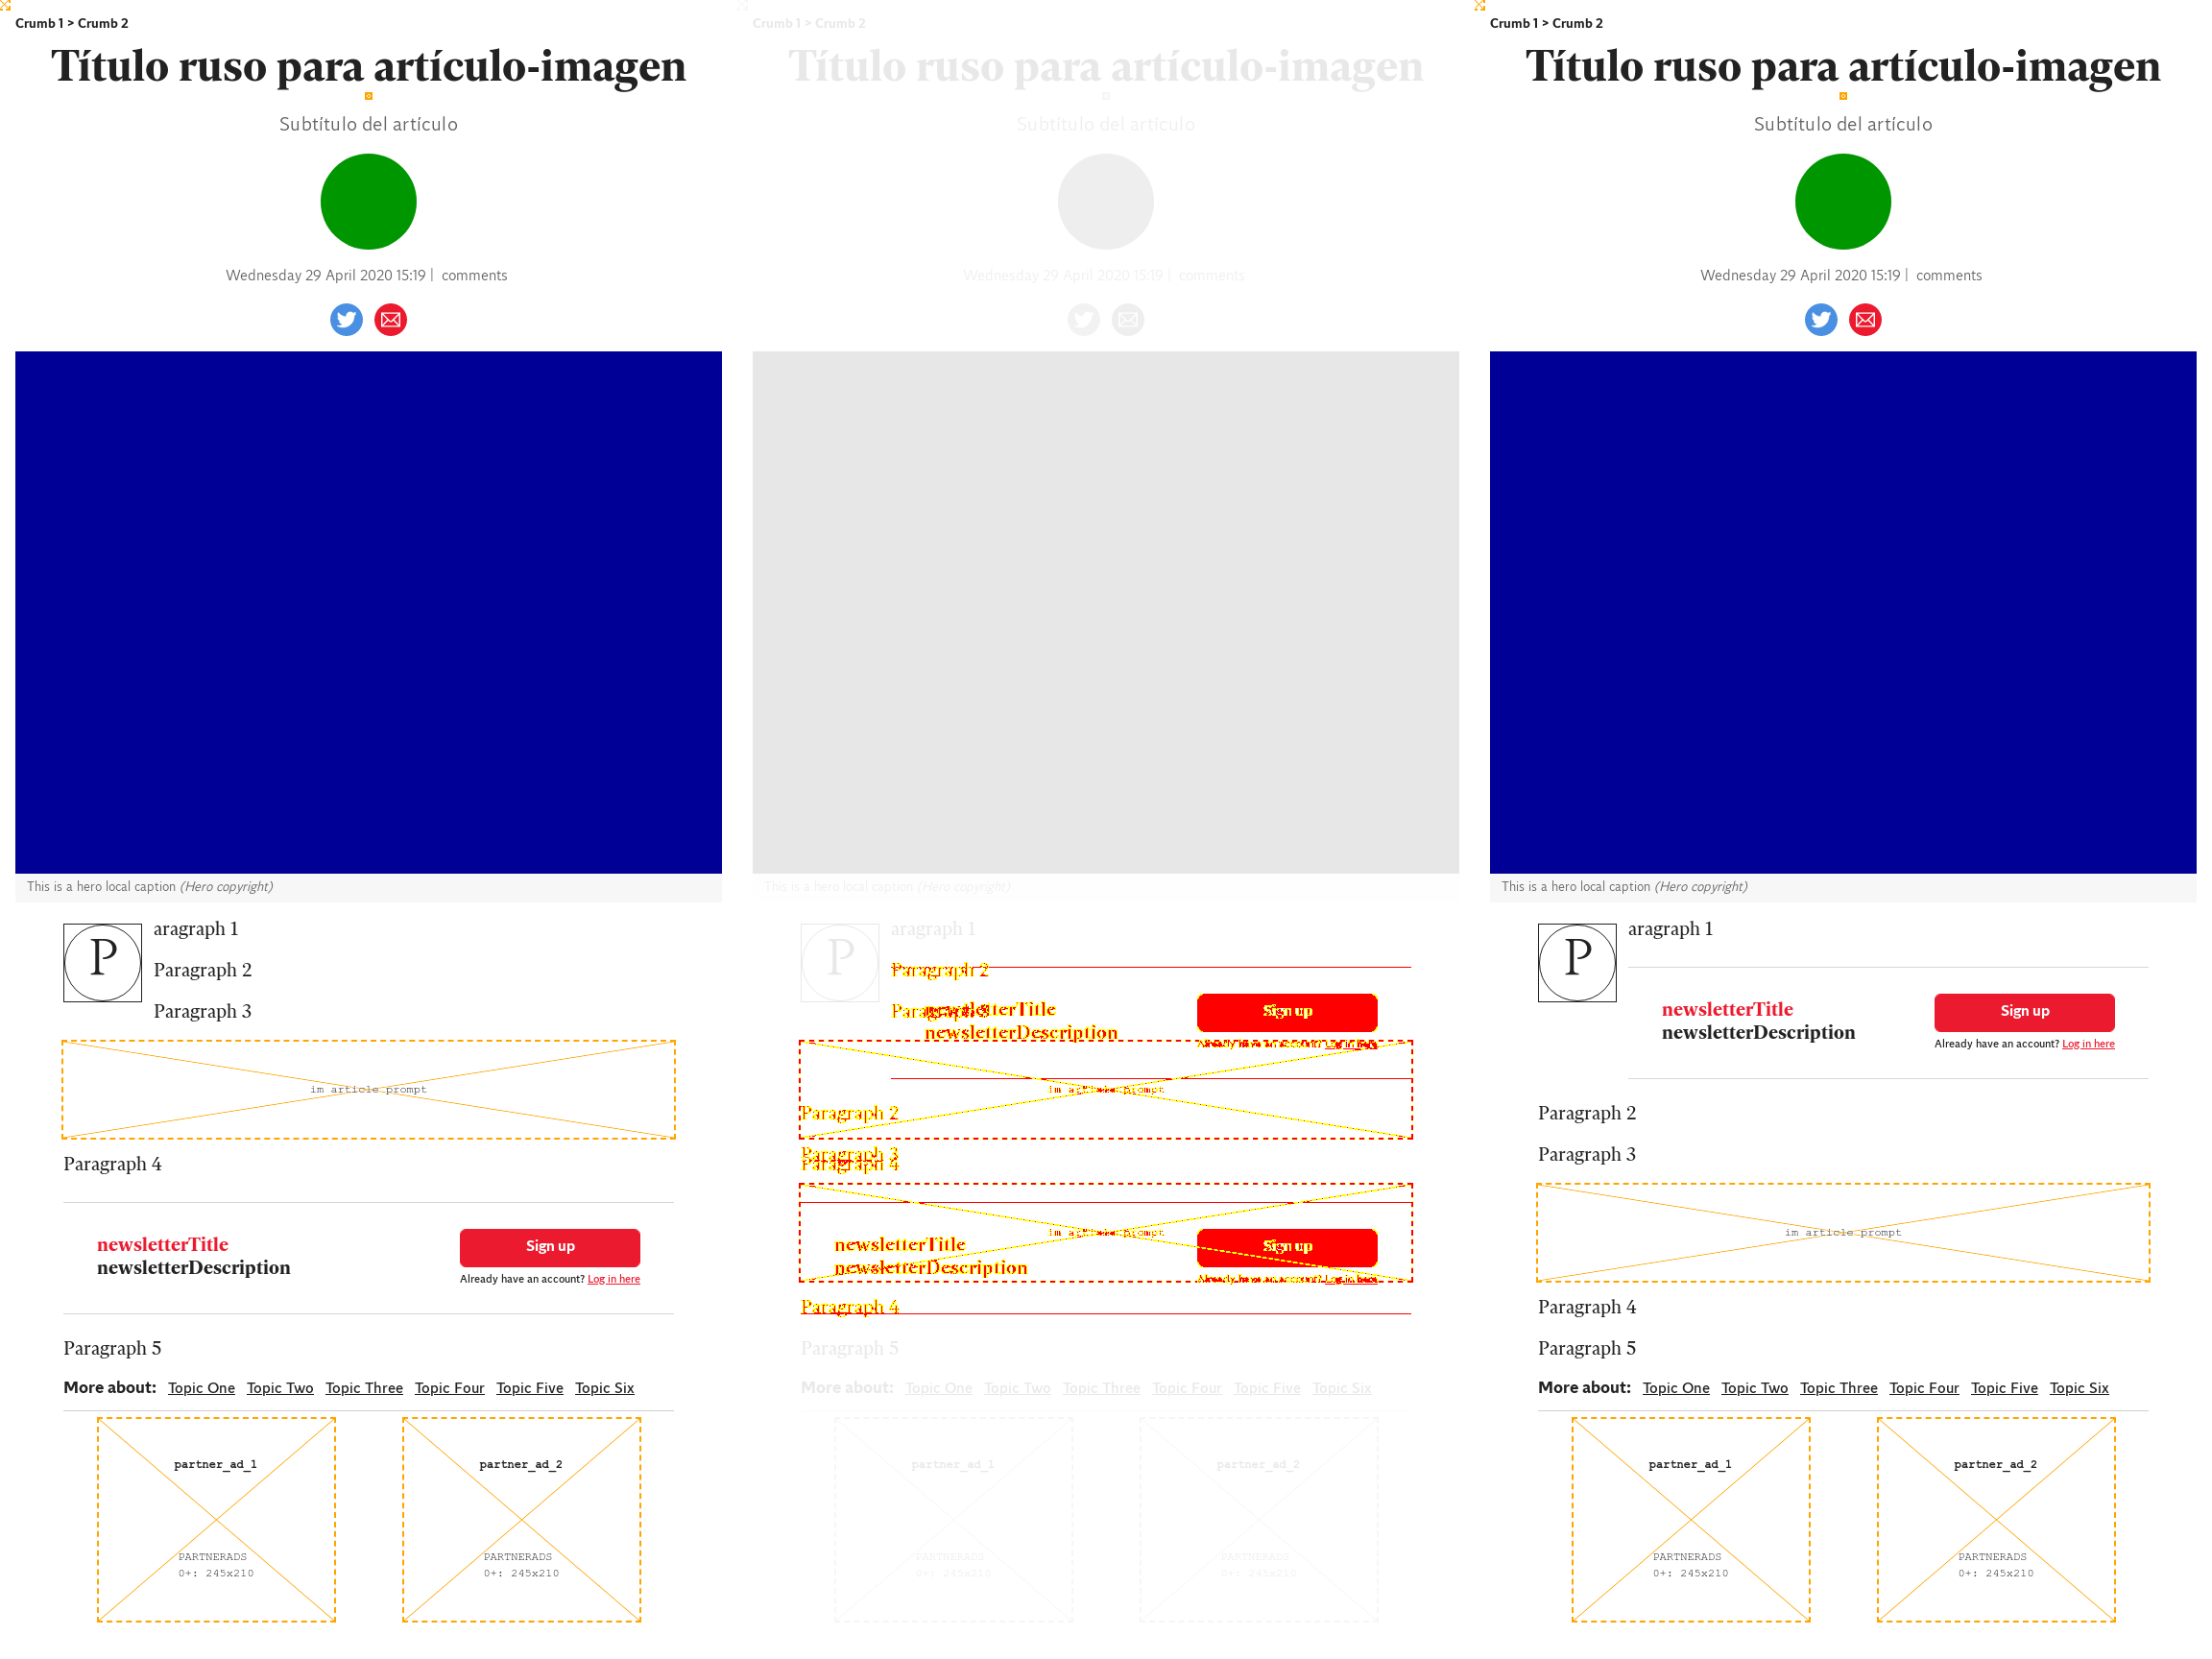 Crumb 1 > Crumb 2
Título ruso para artículo-imagen
Subtítulo del artículo
Wednesday 29 April 2020 15:19 | comments
This is a hero local caption (Hero copyright)
P
aragraph 1
Paragraph 2
Paragraph 3
im article prompt
Paragraph 4
newsletterTitle
newsletterDescription
Sign up
Already have an account? Log in here
Paragraph 5
More about: Topic One Topic Two Topic Three Topic Four Topic Five Topic Six
partner_ad_1
PARTNERADS
0+: 245x210
partner_ad_2
PARTNERADS
0+: 245x210
Crumb 1 > Crumb 2
Título ruso para artículo-imagen
Subtítulo del artículo
Wednesday 29 April 2020 15:19 | comments
This is a hero local caption (Hero copyright)
P
aragraph 1
Paragraph 2
Paragraph 3
newsletterTitle
newsletterDescription
Sign up
Already have an account? Log in here
im article prompt
Paragraph 2
Paragraph 3
Paragraph 4
im article prompt
newsletterTitle
newsletterDescription
Sign up
Already have an account? Log in here
Paragraph 4
Paragraph 5
More about: Topic One Topic Two Topic Three Topic Four Topic Five Topic Six
partner_ad_1
PARTNERADS
0+: 245x210
partner_ad_2
PARTNERADS
0+: 245x210
Crumb 1 > Crumb 2
Título ruso para artículo-imagen
Subtítulo del artículo
Wednesday 29 April 2020 15:19 | comments
This is a hero local caption (Hero copyright)
P
aragraph 1
newsletterTitle
newsletterDescription
Sign up
Already have an account? Log in here
Paragraph 2
Paragraph 3
im article prompt
Paragraph 4
Paragraph 5
More about: Topic One Topic Two Topic Three Topic Four Topic Five Topic Six
partner_ad_1
PARTNERADS
0+: 245x210
partner_ad_2
PARTNERADS
0+: 245x210